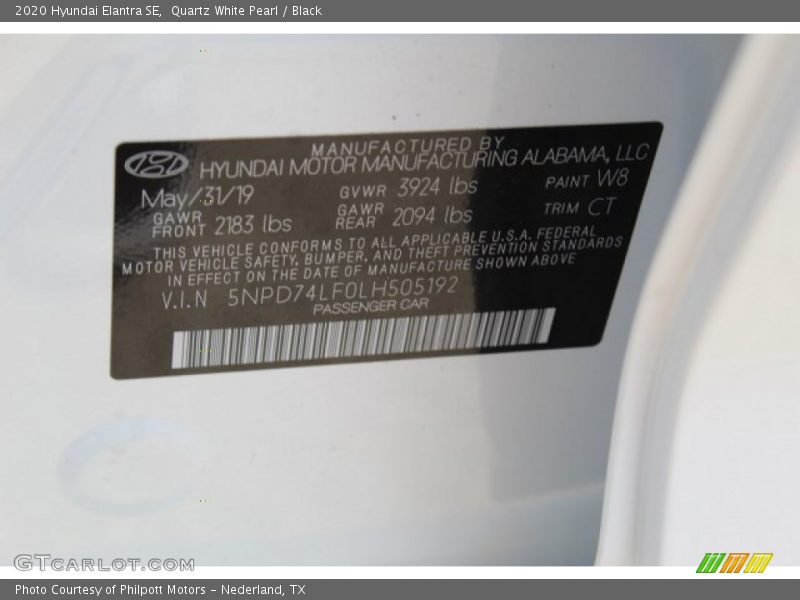 2020 Hyundai Elantra SE,  Quartz White Pearl / Black
MANUFACTURED BY
HYUNDAI MOTOR MANUFACTURING ALABAMA, LLC
May/31/19 GVWR 3924 lbs PAINT W8
GAWR FRONT 2183 lbs GAWR REAR 2094 lbs TRIM CT
THIS VEHICLE CONFORMS TO ALL APPLICABLE U.S.A. FEDERAL
MOTOR VEHICLE SAFETY, BUMPER, AND THEFT PREVENTION STANDARDS
IN EFFECT ON THE DATE OF MANUFACTURE SHOWN ABOVE
V.I.N 5NPD74LF0LH505192
PASSENGER CAR
GTCARLOT.COM
Photo Courtesy of Philpott Motors - Nederland, TX